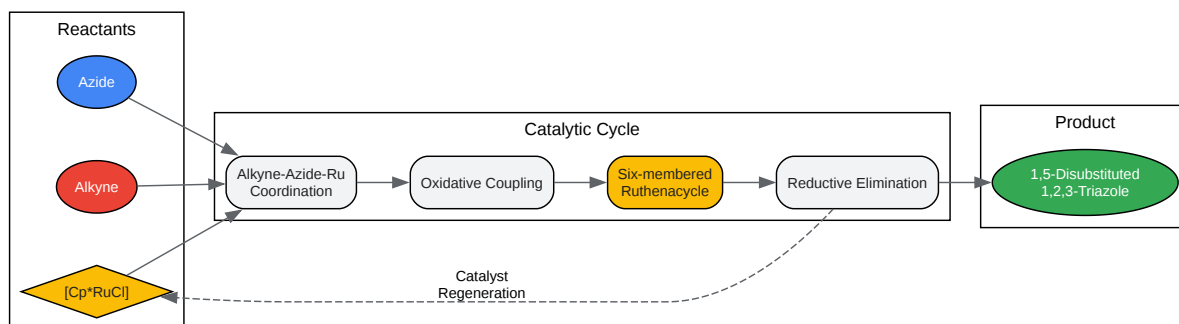 Reactants
Azide
Alkyne
[Cp*RuCl]
Catalytic Cycle
Alkyne-Azide-Ru
Coordination
Oxidative Coupling
Six-membered
Ruthenacycle
Reductive Elimination
Catalyst
Regeneration
Product
1,5-Disubstituted
1,2,3-Triazole